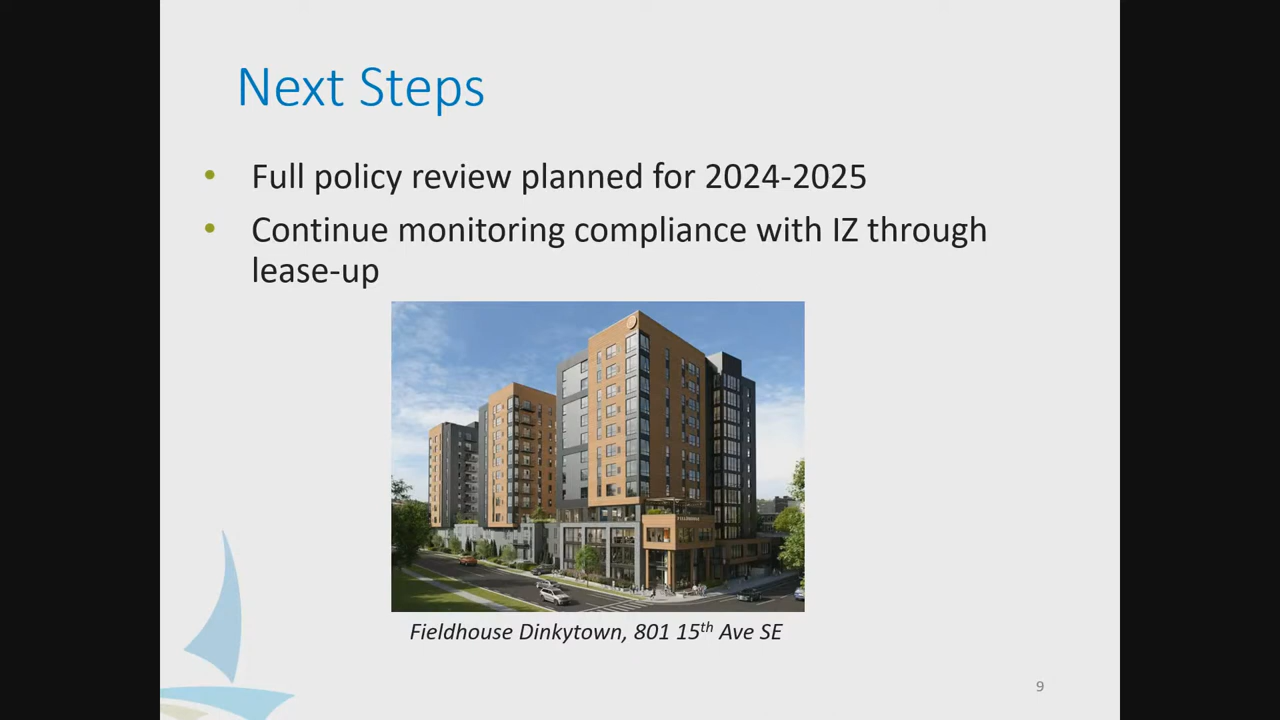 Next Steps
• Full policy review planned for 2024-2025
• Continue monitoring compliance with IZ through
lease-up
Fieldhouse Dinkytown, 801 15th Ave SE
9